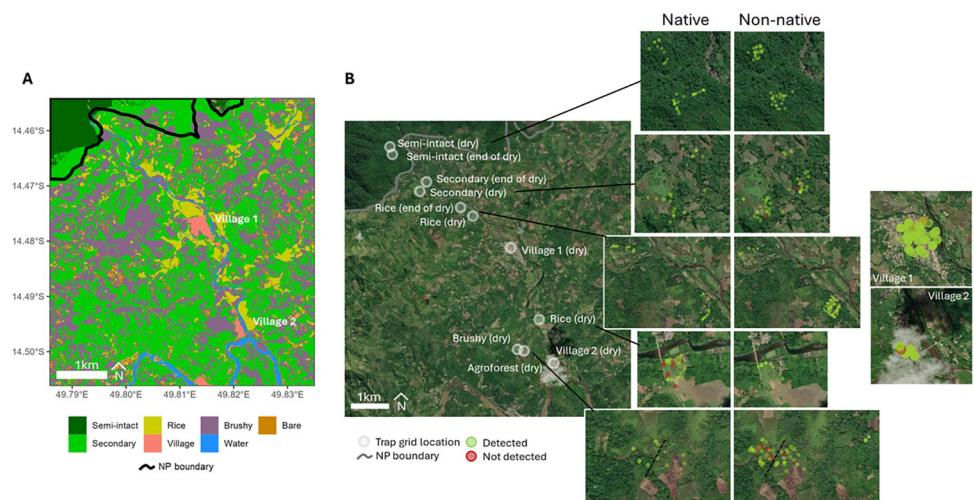 Native
Non-native
A
B
14.46°S
14.47°S
14.48°S
14.49°S
14.50°S
Village 1
Village 2
1km
N
49.79°E
49.80°E
49.81°E
49.82°E
49.83°E
Semi-intact
Rice
Brushy
Bare
Secondary
Village
Water
NP boundary
Semi-Intact (dry)
Semi-intact (end of dry)
Secondary (end of dry)
Secondary (dry)
Rice (end of dry)
Rice (dry)
Village 1 (dry)
Rice (dry)
Brushy (dry)
Village 2 (dry)
Agroforest (dry)
1km
N
Trap grid location
Detected
NP boundary
Not detected
Village 1
Village 2